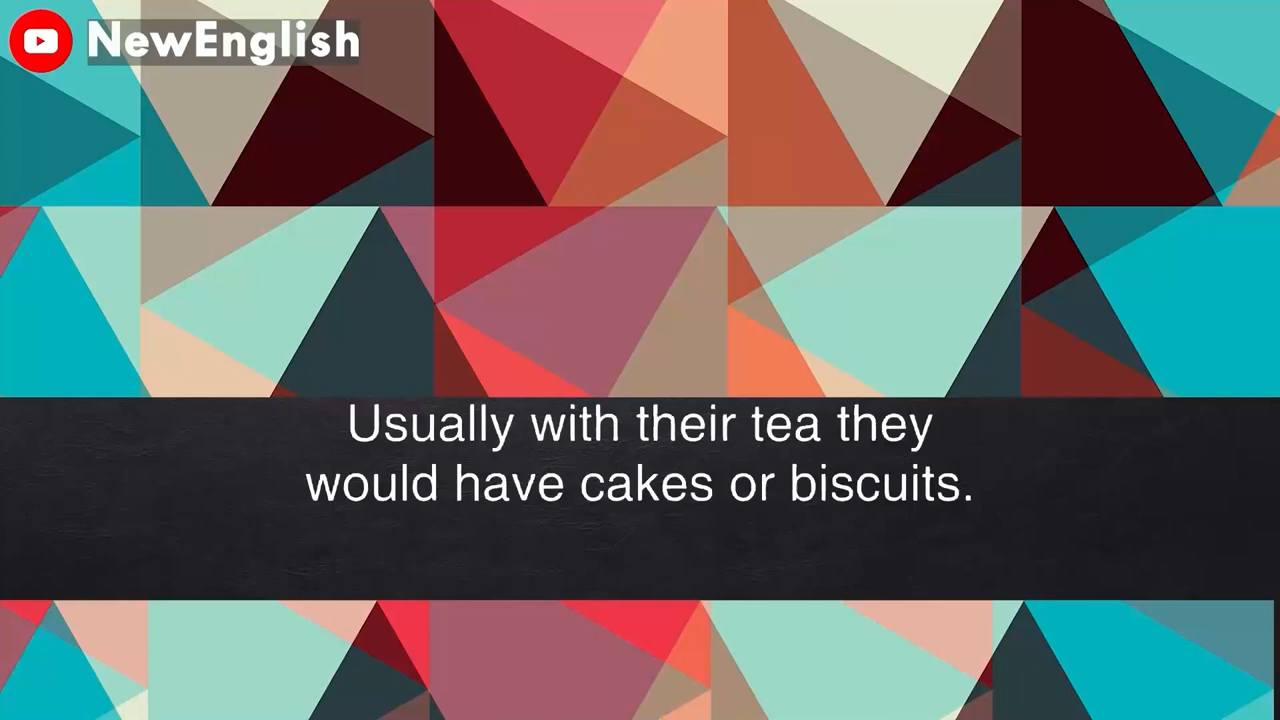 NewEnglish
Usually with their tea they
would have cakes or biscuits.